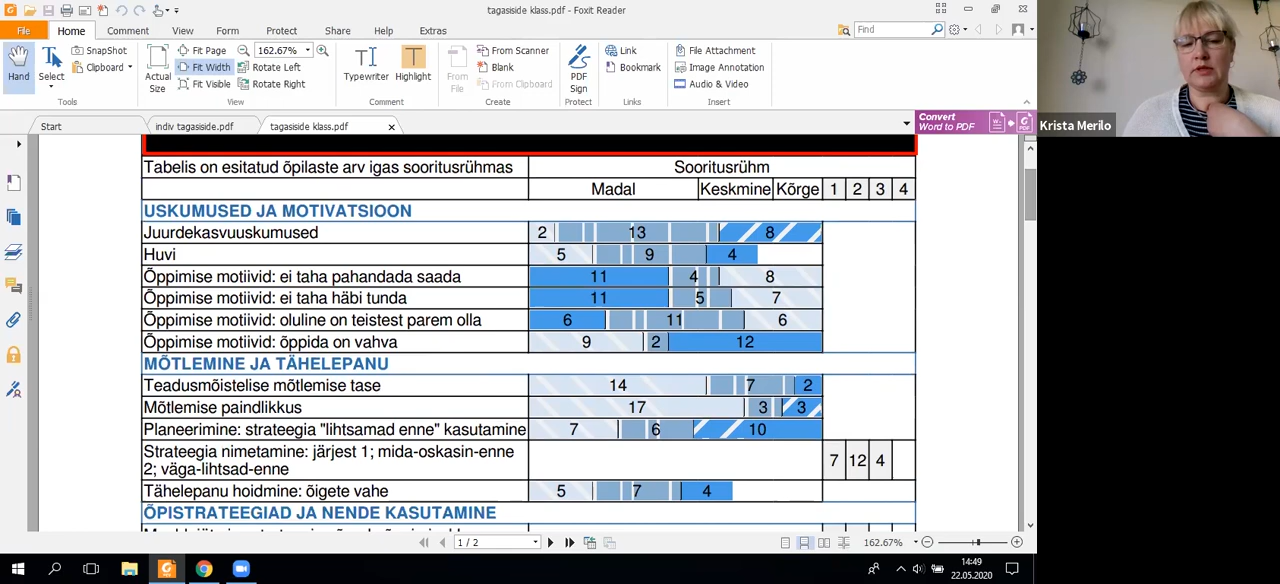 tagasiside klass.pdf - Foxit Reader
File Home Comment View Form Protect Share Help Extras Find
Hand Select SnapShot Clipboard Actual Size Fit Page Fit Width Fit Visible 162.67% Rotate Left Rotate Right Typewriter Highlight From File From Scanner Blank From Clipboard PDF Sign Link Bookmark File Attachment Image Annotation Audio & Video
Tools View Comment Create Protect Links Insert
Start indiv tagasiside.pdf tagasiside klass.pdf Convert Word to PDF
Krista Merilo
Tabelis on esitatud õpilaste arv igas sooritusrühmas Sooritusrühm
Madal Keskmine Kõrge 1 2 3 4
USKUMUSED JA MOTIVATSIOON
Juurdekasvuuskumused 2 13 8
Huvi 5 9 4
Õppimise motiivid: ei taha pahandada saada 11 4 8
Õppimise motiivid: ei taha häbi tunda 11 5 7
Õppimise motiivid: oluline on teistest parem olla 6 11 6
Õppimise motiivid: õppida on vahva 9 2 12
MÕTLEMINE JA TÄHELEPANU
Teadusmõistelise mõtlemise tase 14 7 2
Mõtlemise paindlikkus 17 3 3
Planeerimine: strateegia "lihtsamad enne" kasutamine 7 6 10
Strateegia nimetamine: järjest 1; mida-oskasin-enne
2; väga-lihtsad-enne 7 12 4
Tähelepanu hoidmine: õigete vahe 5 7 4
ÕPISTRATEEGIAD JA NENDE KASUTAMINE
1 / 2 162.67%
14:49
22.05.2020